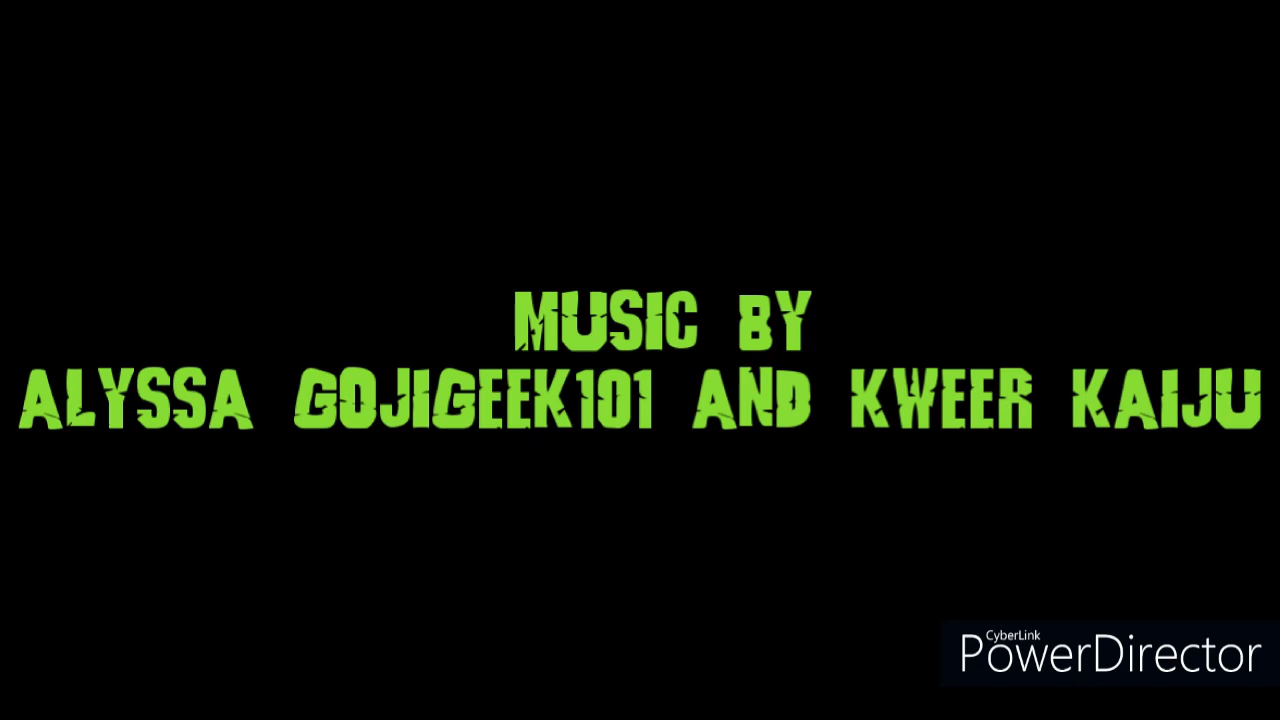 MUSIC BY
ALYSSA GOJIGEEK101 AND KWEER KAIJU
CyberLink
PowerDirector